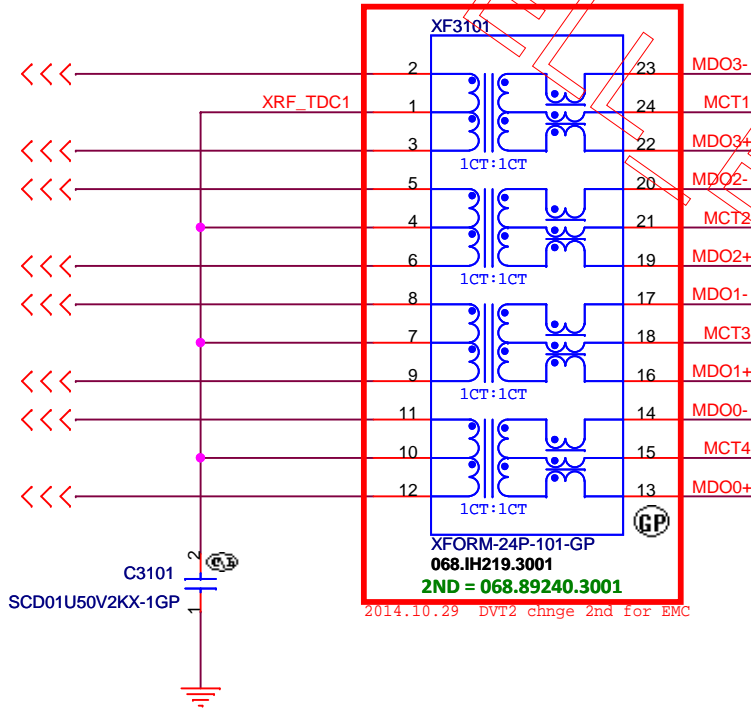 XF3101
2 23 MDO3-
XRF_TDC1 1 24 MCT1
3 22 MDO3+
1CT:1CT
5 20 MDO2-
4 21 MCT2
6 19 MDO2+
1CT:1CT
8 17 MDO1-
7 18 MCT3
9 16 MDO1+
1CT:1CT
11 14 MDO0-
10 15 MCT4
12 13 MDO0+
1CT:1CT
GP
XFORM-24P-101-GP
068.IH219.3001
2ND = 068.89240.3001
2014.10.29 DVT2 chnge 2nd for EMC
2
C3101
SCD01U50V2KX-1GP
1